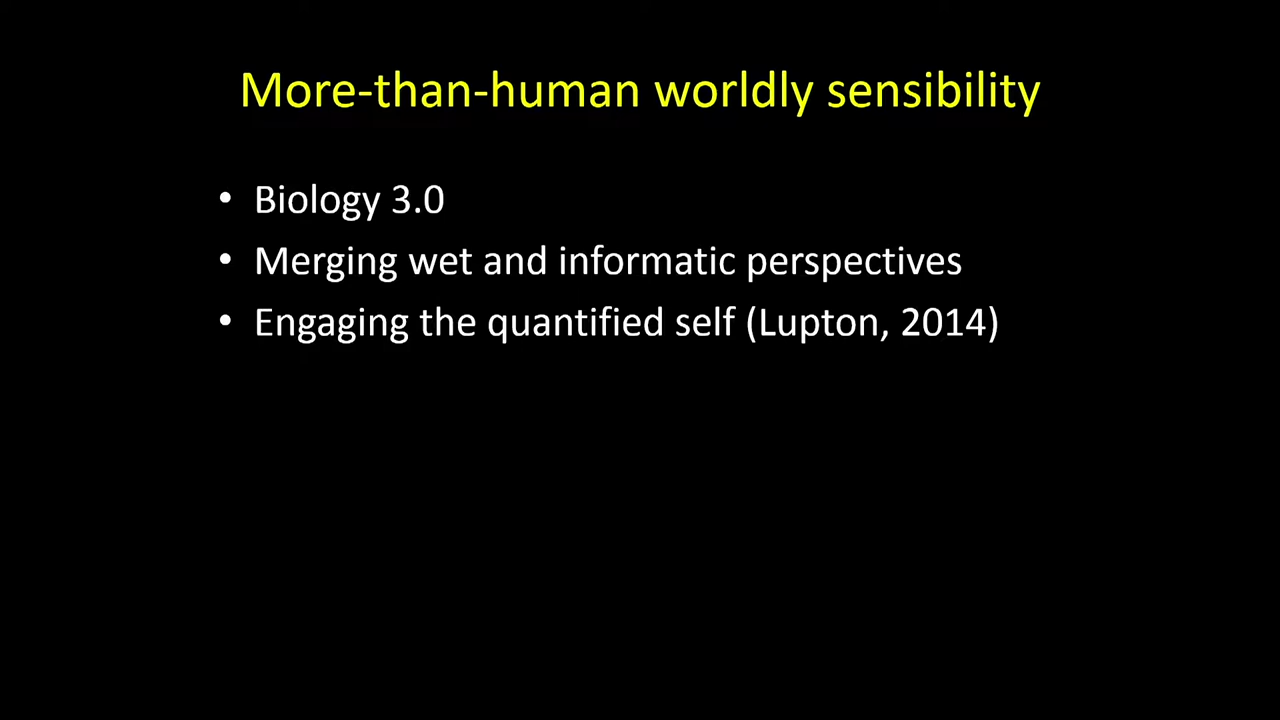 More-than-human worldly sensibility
• Biology 3.0
• Merging wet and informatic perspectives
• Engaging the quantified self (Lupton, 2014)